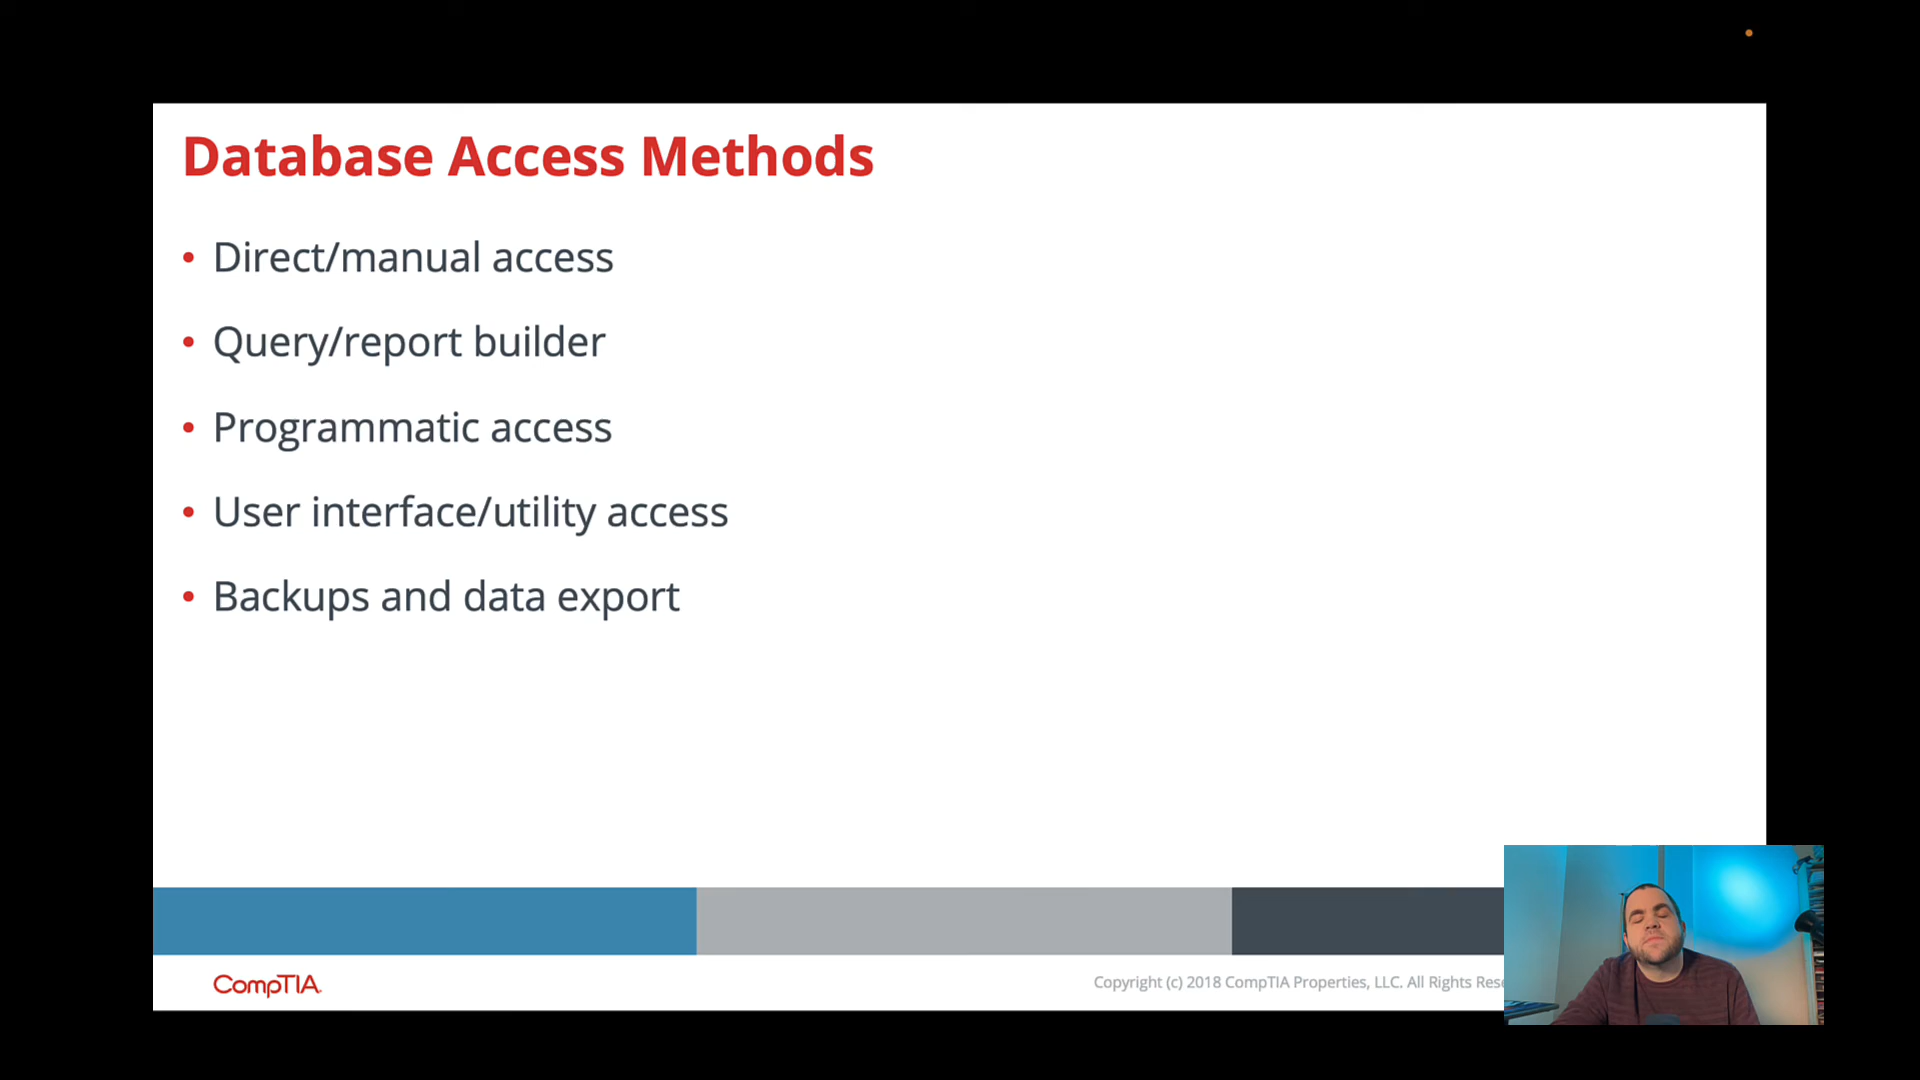 Database Access Methods
• Direct/manual access
• Query/report builder
• Programmatic access
• User interface/utility access
• Backups and data export
CompTIA.
Copyright (c) 2018 CompTIA Properties, LLC. All Rights